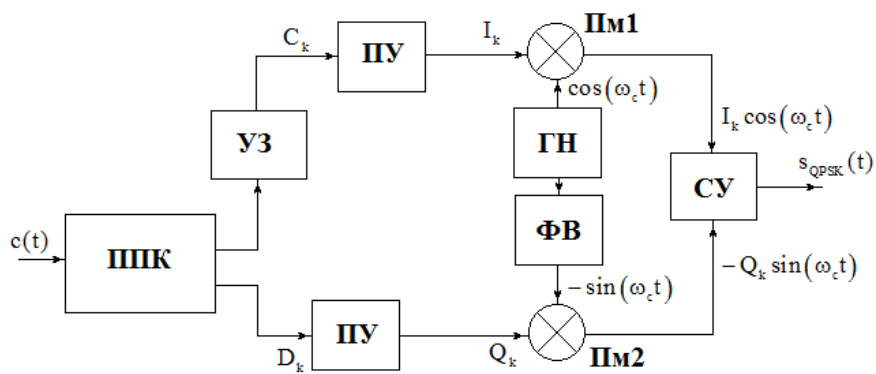 C_k
ПУ
I_k
Пм1
cos(ω_c t)
УЗ
ГН
I_k cos(ω_c t)
СУ
s_QPSK(t)
c(t)
ППК
ФВ
−sin(ω_c t)
−Q_k sin(ω_c t)
D_k
ПУ
Q_k
Пм2